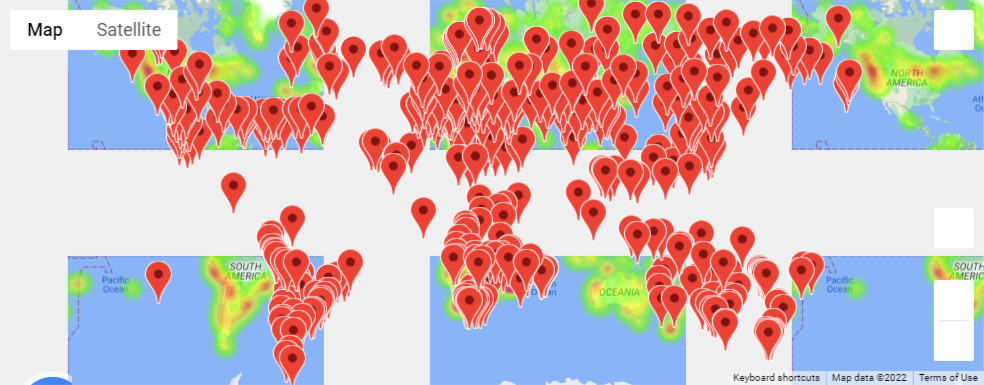 Map
Satellite
NORTH
AMERICA
SOUTH
AMERICA
Pacific
Ocean
OCEANIA
Pacific
Ocean
SOUTH
Keyboard shortcuts
Map data ©2022
Terms of Use